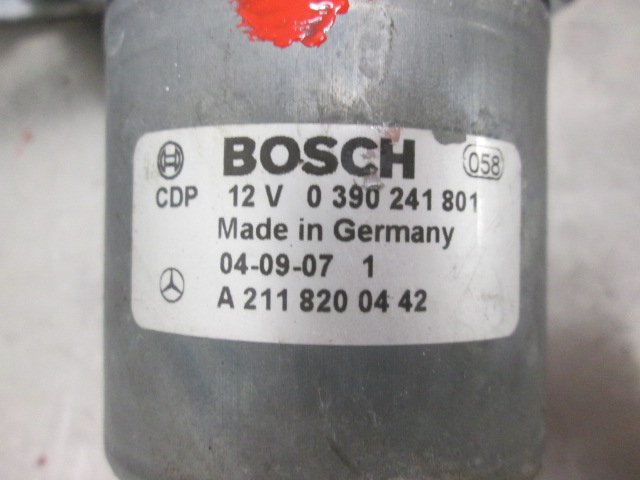 BOSCH 058
CDP 12 V 0 390 241 801
Made in Germany
04-09-07 1
A 211 820 04 42